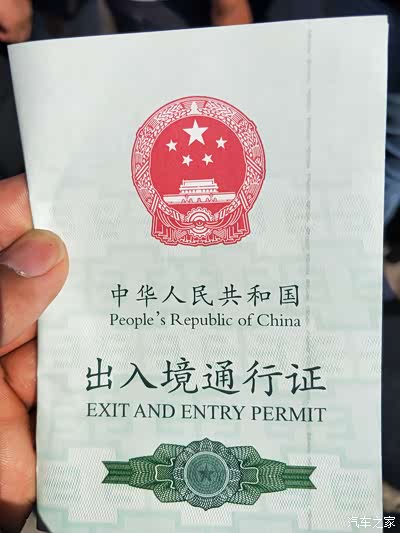 中华人民共和国
People's Republic of China
出入境通行证
EXIT AND ENTRY PERMIT
汽车之家